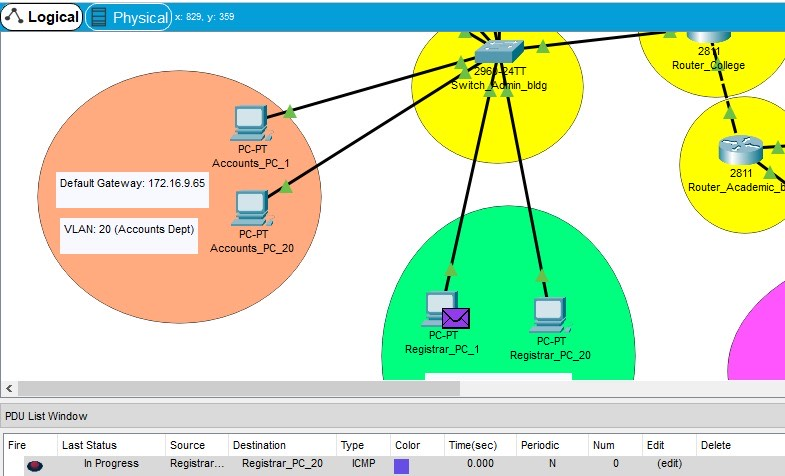 Logical
Physical
x: 829, y: 359
2811
Router_College
2960-24TT
Switch_Admin_bldg
PC-PT
Accounts_PC_1
2811
Router_Academic_b
Default Gateway: 172.16.9.65
VLAN: 20 (Accounts Dept)
PC-PT
Accounts_PC_20
PC-PT
Registrar_PC_1
PC-PT
Registrar_PC_20
PDU List Window
Fire Last Status Source Destination Type Color Time(sec) Periodic Num Edit Delete
In Progress Registrar... Registrar_PC_20 ICMP 0.000 N 0 (edit)